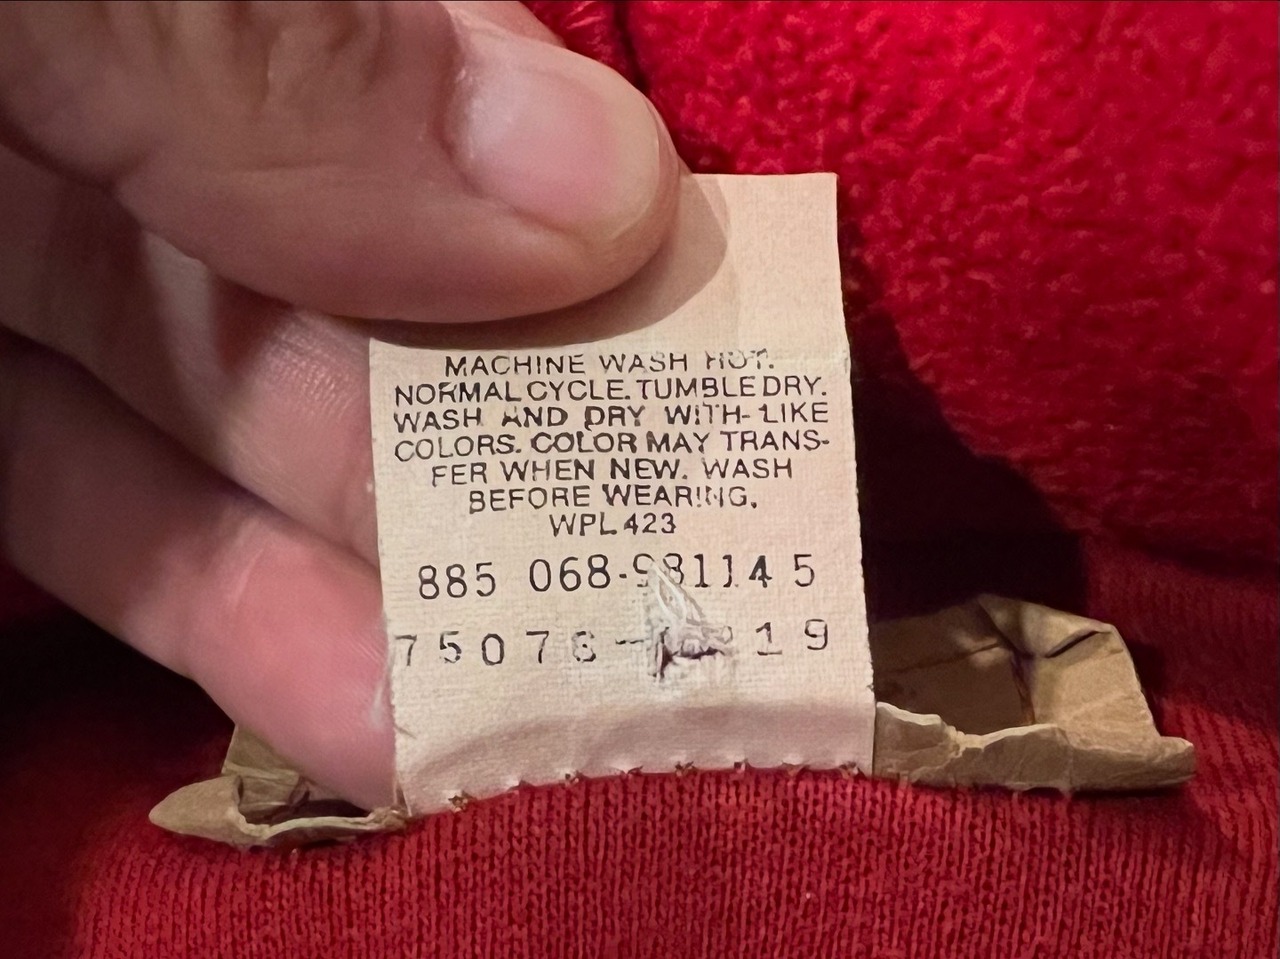 MACHINE WASH HOT.
NORMAL CYCLE. TUMBLE DRY.
WASH AND DRY WITH LIKE
COLORS. COLOR MAY TRANS-
FER WHEN NEW. WASH
BEFORE WEARING.
WPL 423
885 068-981145